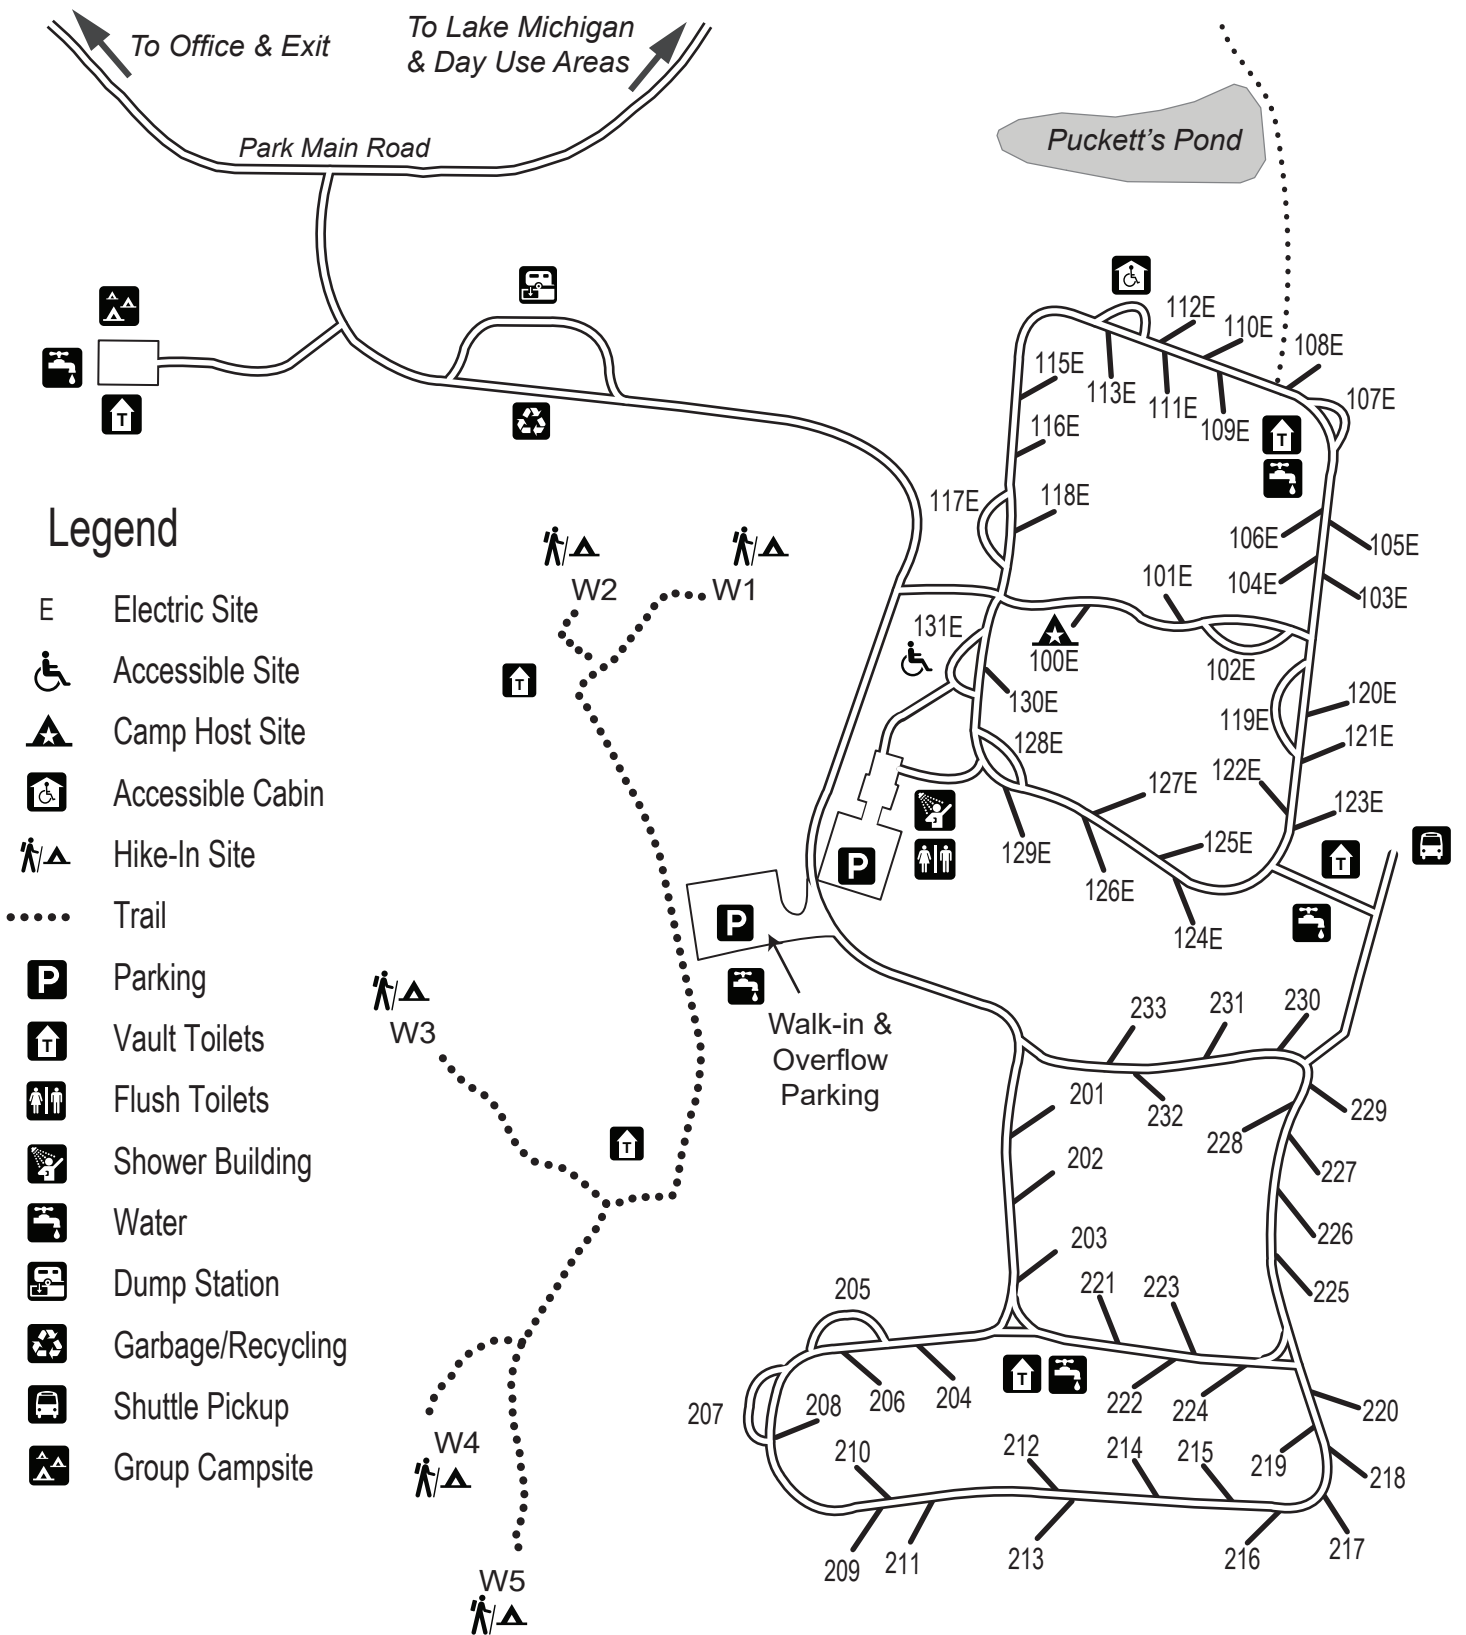 To Office & Exit
To Lake Michigan
& Day Use Areas
Park Main Road
Puckett's Pond
112E
110E
108E
115E
113E
111E
109E
107E
116E
117E
118E
106E
105E
101E
104E
103E
131E
100E
102E
130E
120E
119E
128E
121E
122E
127E
123E
129E
125E
126E
124E
W2
W1
W3
W4
W5
P
P
T
T
T
T
T
T
Walk-in &
Overflow
Parking
233
231
230
201
232
229
228
202
227
203
226
221
223
225
205
206
204
222
224
207
208
220
210
212
214
215
219
218
209
211
213
216
217
Legend
E Electric Site
Accessible Site
Camp Host Site
Accessible Cabin
Hike-In Site
Trail
P Parking
T Vault Toilets
Flush Toilets
Shower Building
Water
Dump Station
Garbage/Recycling
Shuttle Pickup
Group Campsite